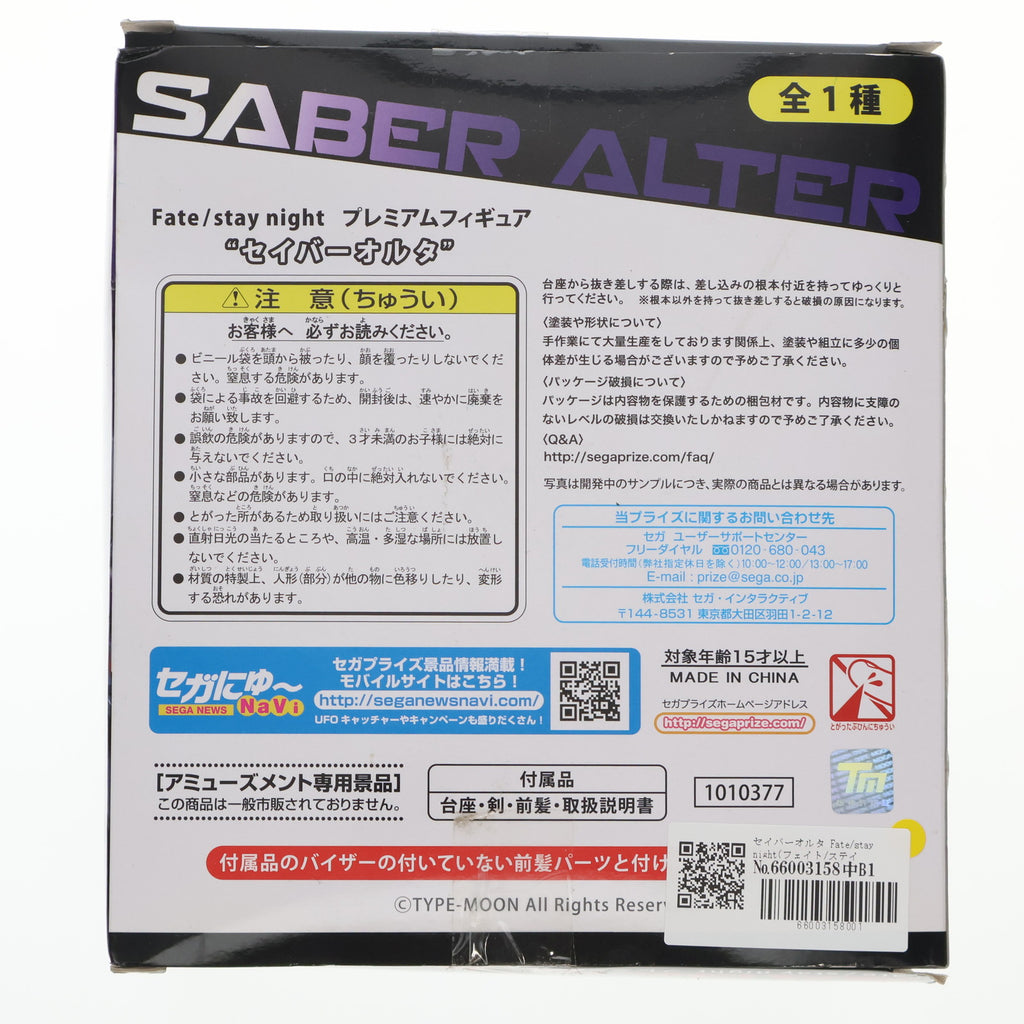 SABER ALTER
全1種
Fate/stay night プレミアムフィギュア
“セイバーオルタ”
⚠注 意(ちゅうい)
お客様へ 必ずお読みください。
●ビニール袋を頭から被ったり、顔を覆ったりしないでくだ
さい。窒息する危険があります。
●袋による事故を回避するため、開封後は、速やかに廃棄を
お願い致します。
●誤飲の危険がありますので、3才未満のお子様には絶対に
与えないでください。
●小さな部品があります。口の中に絶対入れないでください。
窒息などの危険があります。
●とがった所があるため取り扱いにはご注意ください。
●直射日光の当たるところや、高温・多湿な場所には放置し
ないでください。
●材質の特製上、人形(部分)が他の物に色移りしたり、変形
する恐れがあります。
台座から抜き差しする際は、差し込みの根本付近を持ってゆっくりと
行ってください。 ※根本以外を持って抜き差しすると破損の原因になります。
〈塗装や形状について〉
手作業にて大量生産をしております関係上、塗装や組立に多少の個
体差が生じる場合がございますので予めご了承ください。
〈パッケージ破損について〉
パッケージは内容物を保護するための梱包材です。内容物に支障の
ないレベルの破損は交換いたしかねますので予めご了承ください。
〈Q&A〉
http://segaprize.com/faq/
写真は開発中のサンプルにつき、実際の商品とは異なる場合があります。
当プライズに関するお問い合わせ先
セガ ユーザーサポートセンター
フリーダイヤル 0120-680-043
電話受付時間(弊社指定休日を除く)10:00~12:00/13:00~17:00
E-mail : prize@sega.co.jp
株式会社 セガ・インタラクティブ
〒144-8531 東京都大田区羽田1-2-12
セガにゅ〜
SEGA NEWS NaVi
セガプライズ景品情報満載!
モバイルサイトはこちら!
http://seganewsnavi.com/
UFOキャッチャーやキャンペーンも盛りだくさん!
対象年齢15才以上
MADE IN CHINA
セガプライズホームページアドレス
http://segaprize.com/
とがったぶひんにちゅうい
[アミューズメント専用景品]
この商品は一般市販されておりません。
付属品
台座・剣・前髪・取扱説明書
1010377
TM
付属品のバイザーの付いていない前髪パーツと付け
©TYPE-MOON All Rights Reserv
セイバーオルタ Fate/stay
night(フェイト/ステイ
No.66003158中B1
66003158001